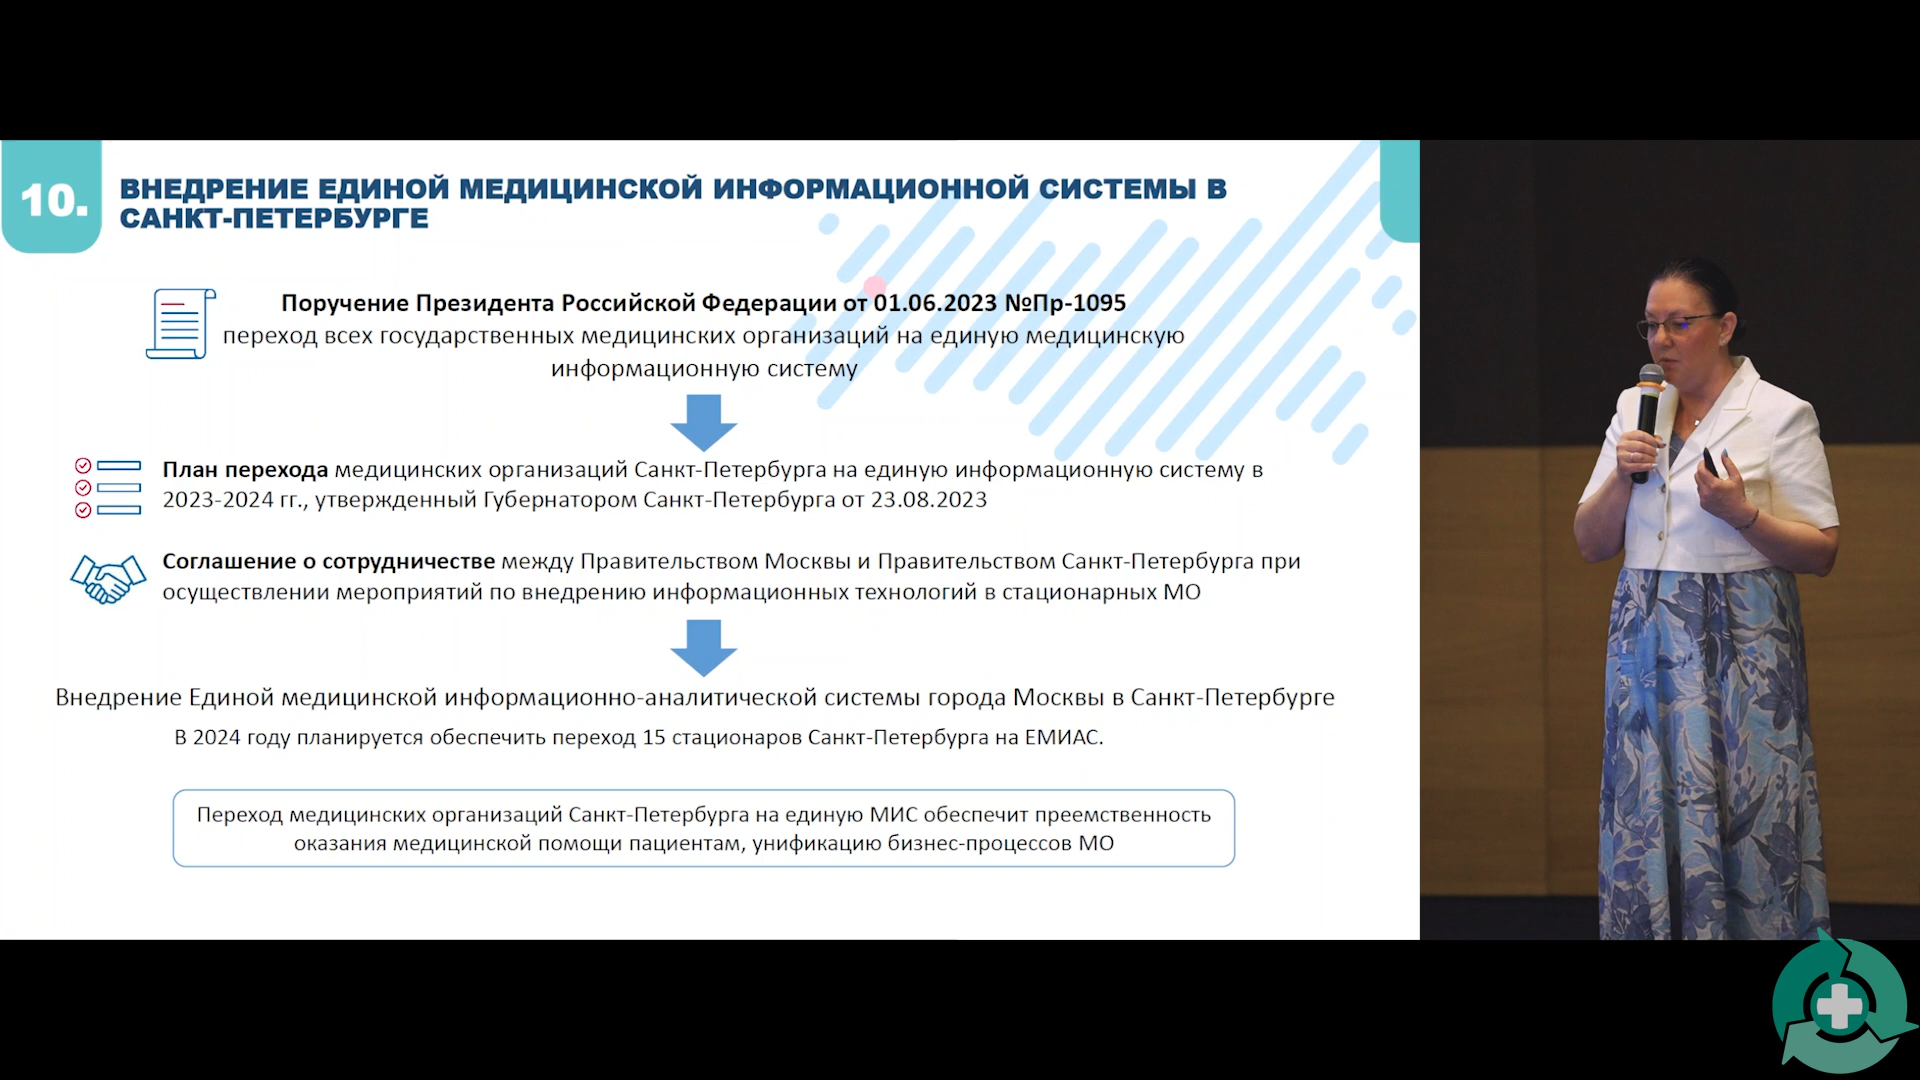 10.
ВНЕДРЕНИЕ ЕДИНОЙ МЕДИЦИНСКОЙ ИНФОРМАЦИОННОЙ СИСТЕМЫ В
САНКТ-ПЕТЕРБУРГЕ
Поручение Президента Российской Федерации от 01.06.2023 №Пр-1095
переход всех государственных медицинских организаций на единую медицинскую
информационную систему
План перехода медицинских организаций Санкт-Петербурга на единую информационную систему в
2023-2024 гг., утвержденный Губернатором Санкт-Петербурга от 23.08.2023
Соглашение о сотрудничестве между Правительством Москвы и Правительством Санкт-Петербурга при
осуществлении мероприятий по внедрению информационных технологий в стационарных МО
Внедрение Единой медицинской информационно-аналитической системы города Москвы в Санкт-Петербурге
В 2024 году планируется обеспечить переход 15 стационаров Санкт-Петербурга на ЕМИАС.
Переход медицинских организаций Санкт-Петербурга на единую МИС обеспечит преемственность
оказания медицинской помощи пациентам, унификацию бизнес-процессов МО